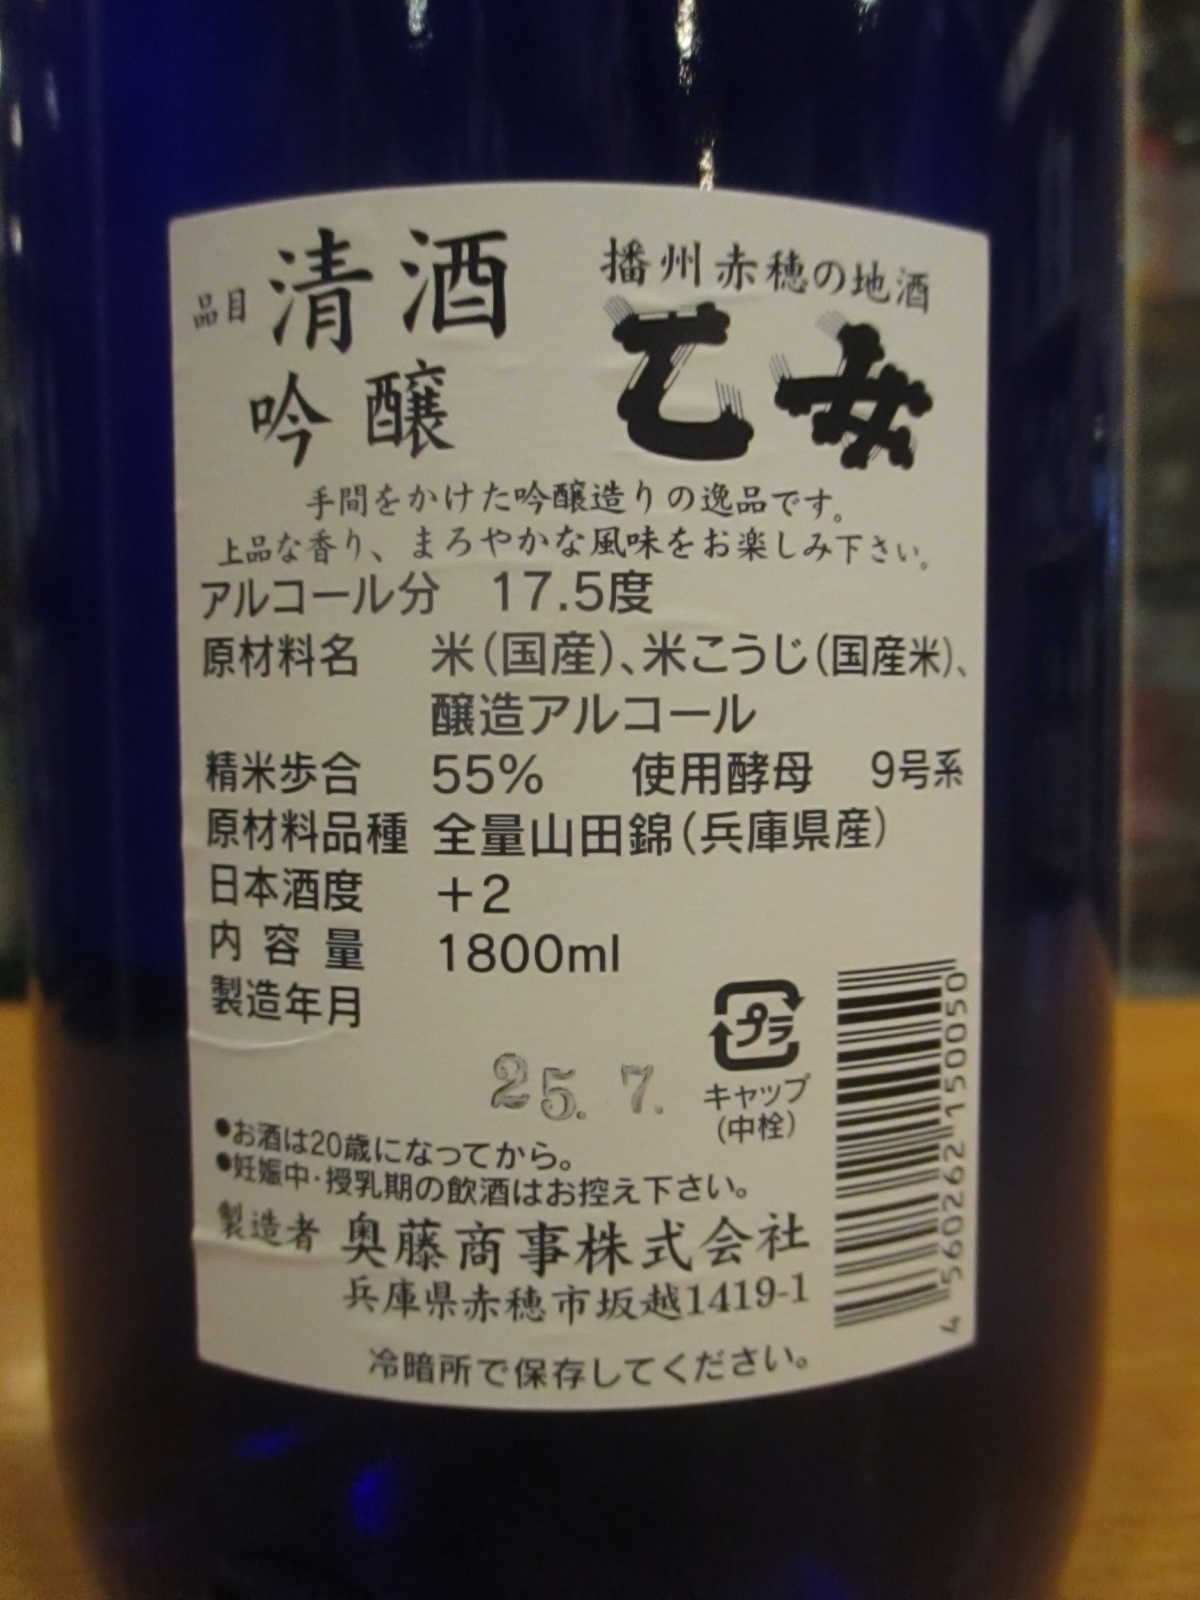 播州赤穂の地酒
乙女
品目 清酒
吟醸
手間をかけた吟醸造りの逸品です。
上品な香り、まろやかな風味をお楽しみ下さい。
アルコール分 17.5度
原材料名 米(国産)、米こうじ(国産米)、
醸造アルコール
精米歩合 55% 使用酵母 9号系
原材料品種 全量山田錦(兵庫県産)
日本酒度 +2
内容量 1800ml
製造年月
25. 7.
プラ
キャップ
(中栓)
●お酒は20歳になってから。
●妊娠中・授乳期の飲酒はお控え下さい。
製造者 奥藤商事株式会社
兵庫県赤穂市坂越1419-1
冷暗所で保存してください。
4 560262 150050